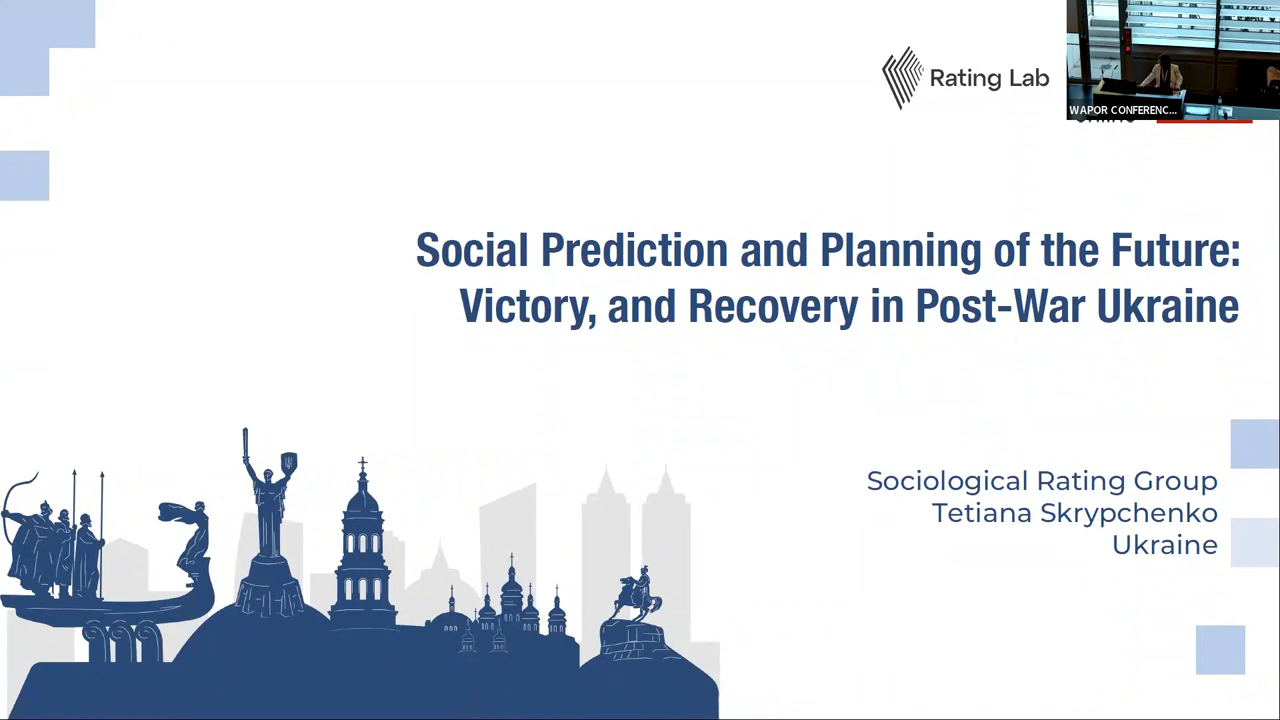 Rating Lab
WAPOR CONFERENC...
Social Prediction and Planning of the Future:
Victory, and Recovery in Post-War Ukraine
Sociological Rating Group
Tetiana Skrypchenko
Ukraine